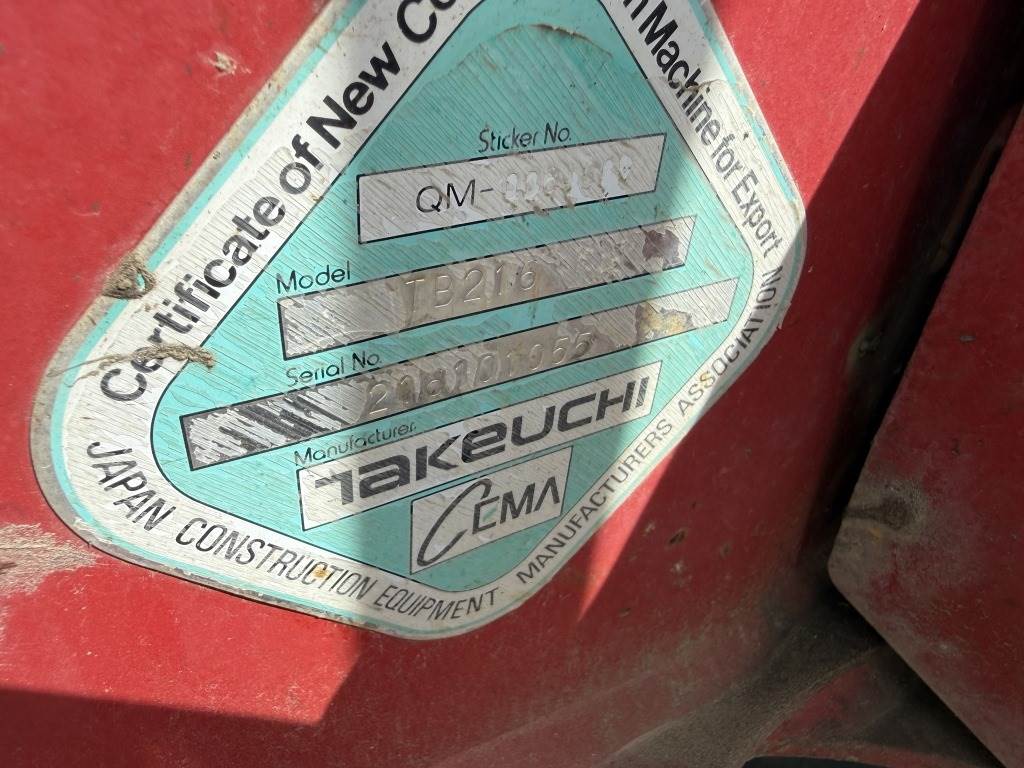 Certificate of New
Machine for Export
Sticker No.
QM-
Model
TB216
Serial No.
Manufacturer
TAKEUCHI
CEMA
JAPAN CONSTRUCTION EQUIPMENT MANUFACTURERS ASSOCIATION